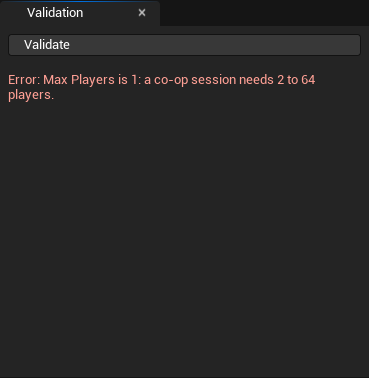 Validation
Validate
Error: Max Players is 1: a co-op session needs 2 to 64
players.